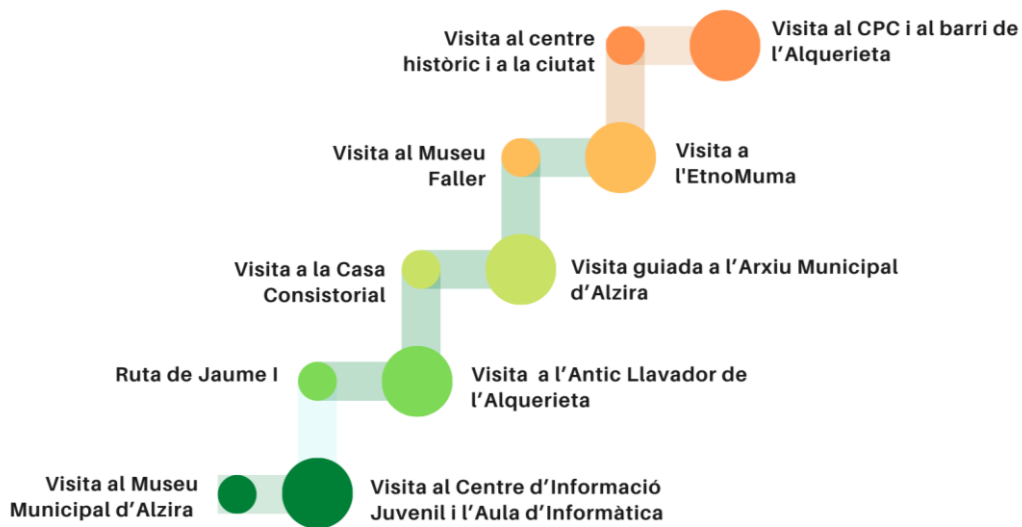 Visita al centre
històric i a la ciutat
Visita al CPC i al barri de
l’Alquerieta
Visita al Museu
Faller
Visita a
l'EtnoMuma
Visita a la Casa
Consistorial
Visita guiada a l’Arxiu Municipal
d’Alzira
Ruta de Jaume I
Visita a l’Antic Llavador de
l’Alquerieta
Visita al Museu
Municipal d’Alzira
Visita al Centre d’Informació
Juvenil i l’Aula d’Informàtica